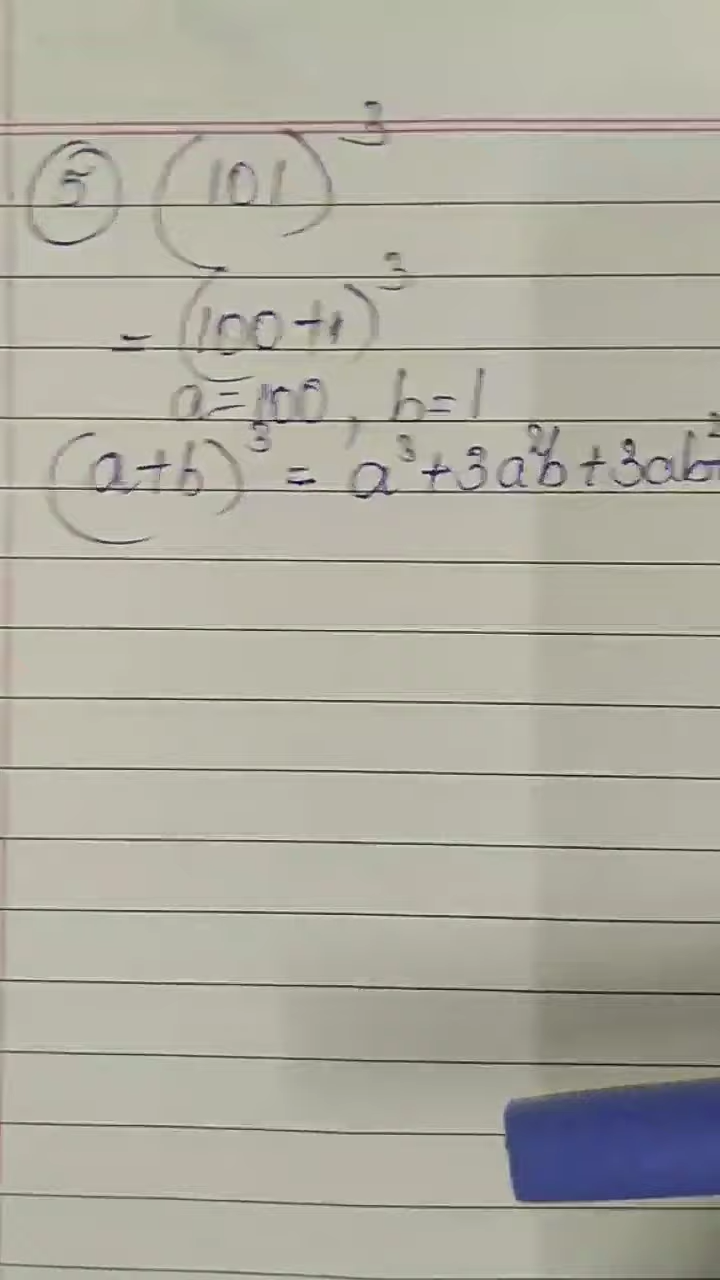 ⑤ (101)³
= (100+1)³
a=100, b=1
(a+b)³ = a³+3a²b+3ab²